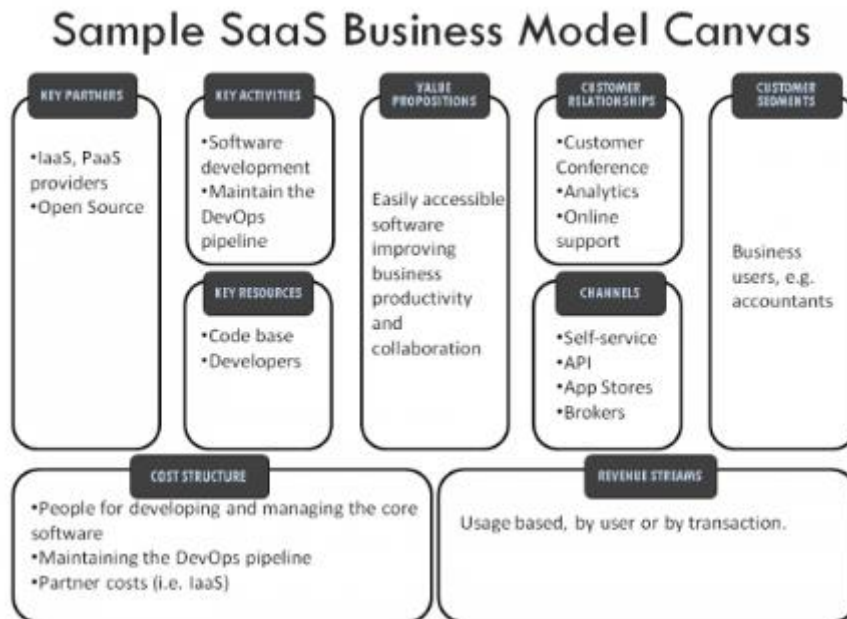 Sample SaaS Business Model Canvas
KEY PARTNERS
•IaaS, PaaS
providers
•Open Source
KEY ACTIVITIES
•Software
development
•Maintain the
DevOps
pipeline
KEY RESOURCES
•Code base
•Developers
VALUE
PROPOSITIONS
Easily accessible
software
improving
business
productivity
and
collaboration
CUSTOMER
RELATIONSHIPS
•Customer
Conference
•Analytics
•Online
support
CHANNELS
•Self-service
•API
•App Stores
•Brokers
CUSTOMER
SEGMENTS
Business
users, e.g.
accountants
COST STRUCTURE
•People for developing and managing the core
software
•Maintaining the DevOps pipeline
•Partner costs (i.e. IaaS)
REVENUE STREAMS
Usage based, by user or by transaction.